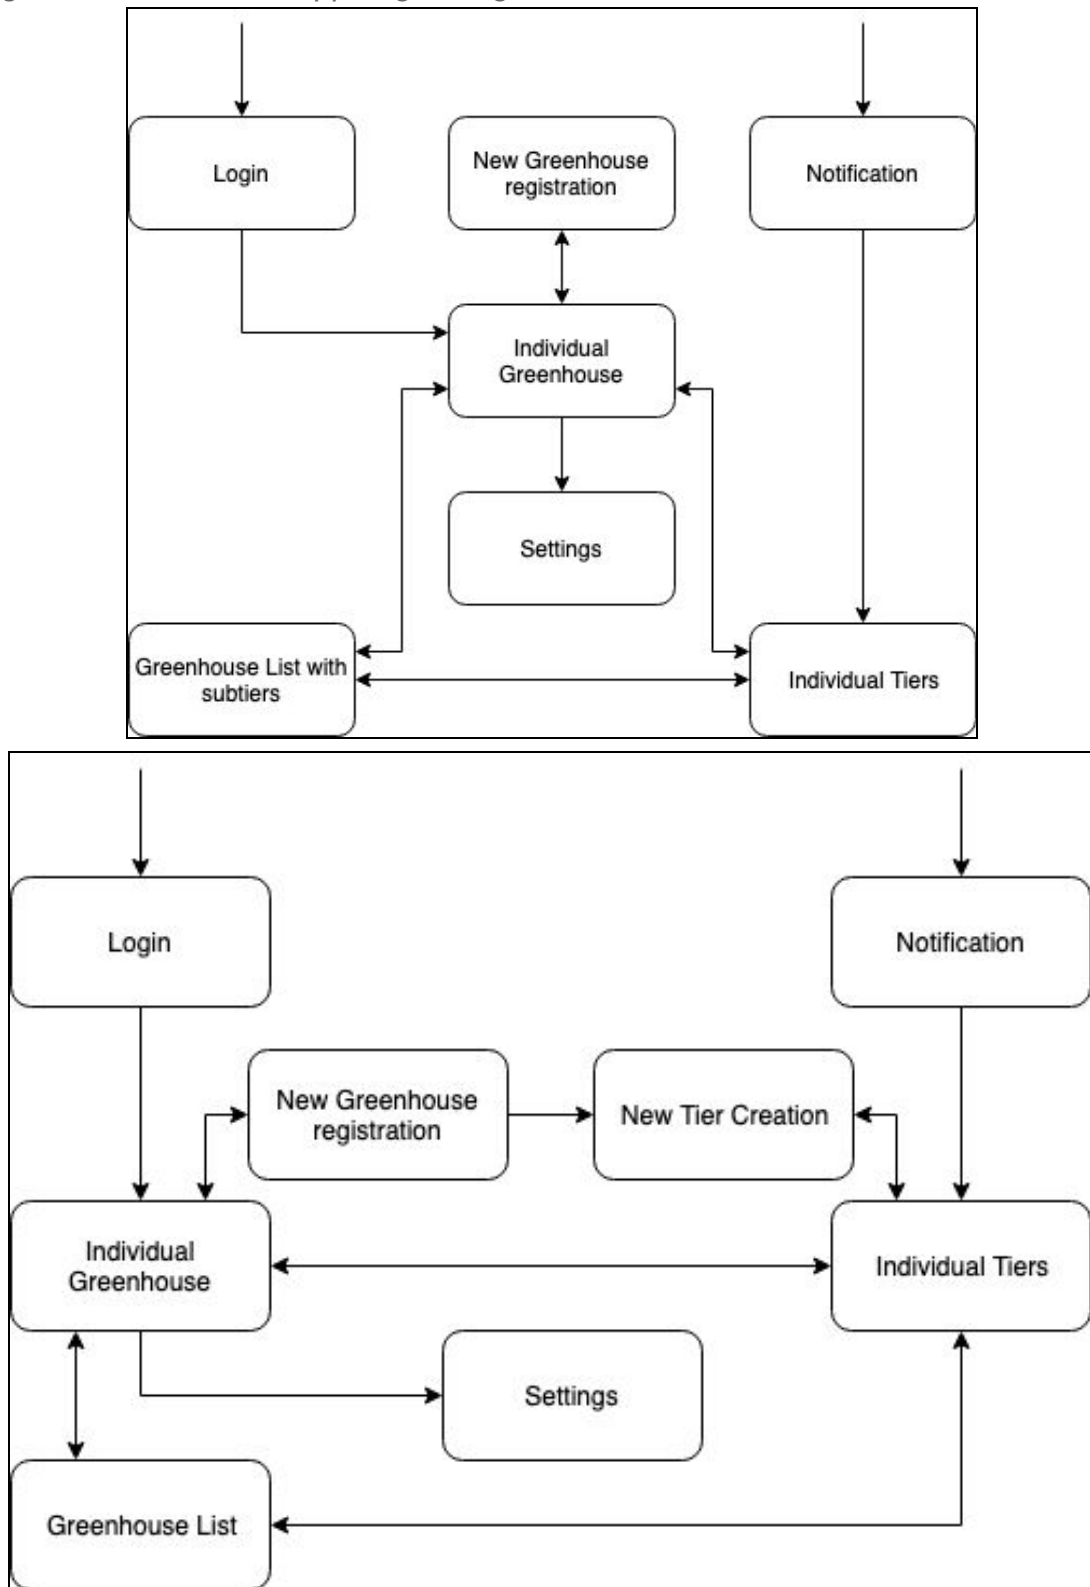 Login
New Greenhouse
registration
Notification
Individual
Greenhouse
Settings
Greenhouse List with
subtiers
Individual Tiers
Login
Notification
New Greenhouse
registration
New Tier Creation
Individual
Greenhouse
Individual Tiers
Settings
Greenhouse List